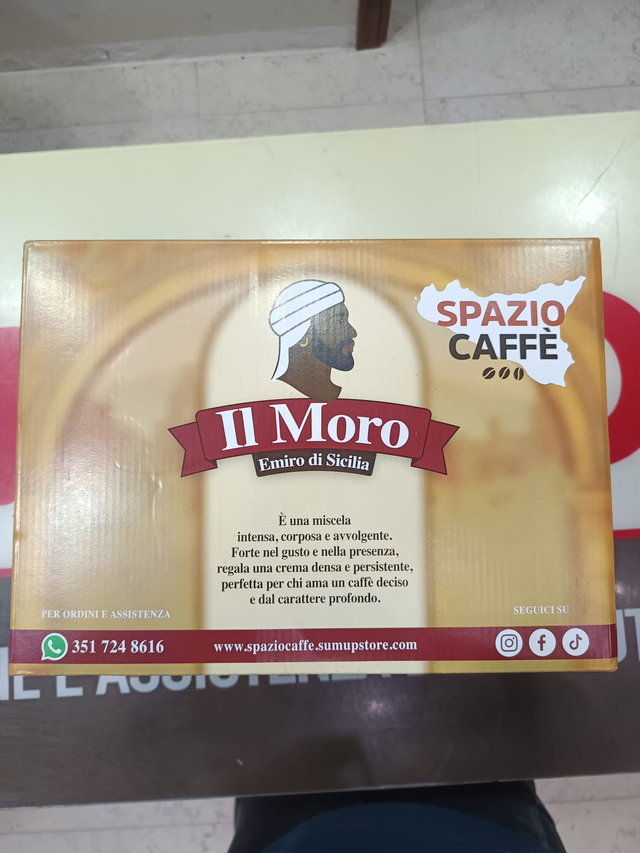 SPAZIO
CAFFÈ
Il Moro
Emiro di Sicilia
È una miscela
intensa, corposa e avvolgente.
Forte nel gusto e nella presenza,
regala una crema densa e persistente,
perfetta per chi ama un caffè deciso
e dal carattere profondo.
PER ORDINI E ASSISTENZA
SEGUICI SU
351 724 8616
www.spaziocaffe.sumupstore.com